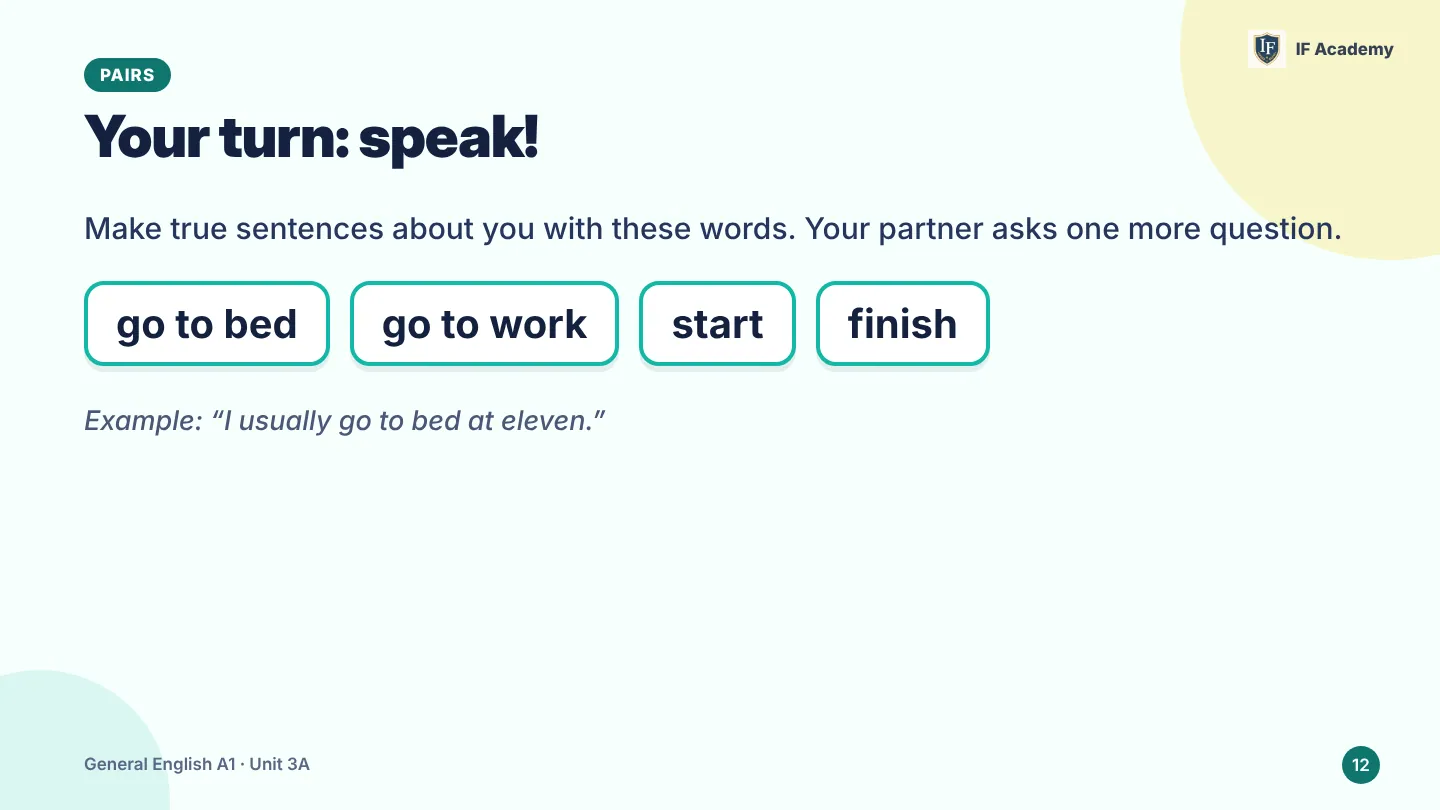 IF
IF Academy
PAIRS
Your turn: speak!
Make true sentences about you with these words. Your partner asks one more question.
go to bed
go to work
start
finish
Example: “I usually go to bed at eleven.”
General English A1 · Unit 3A
12